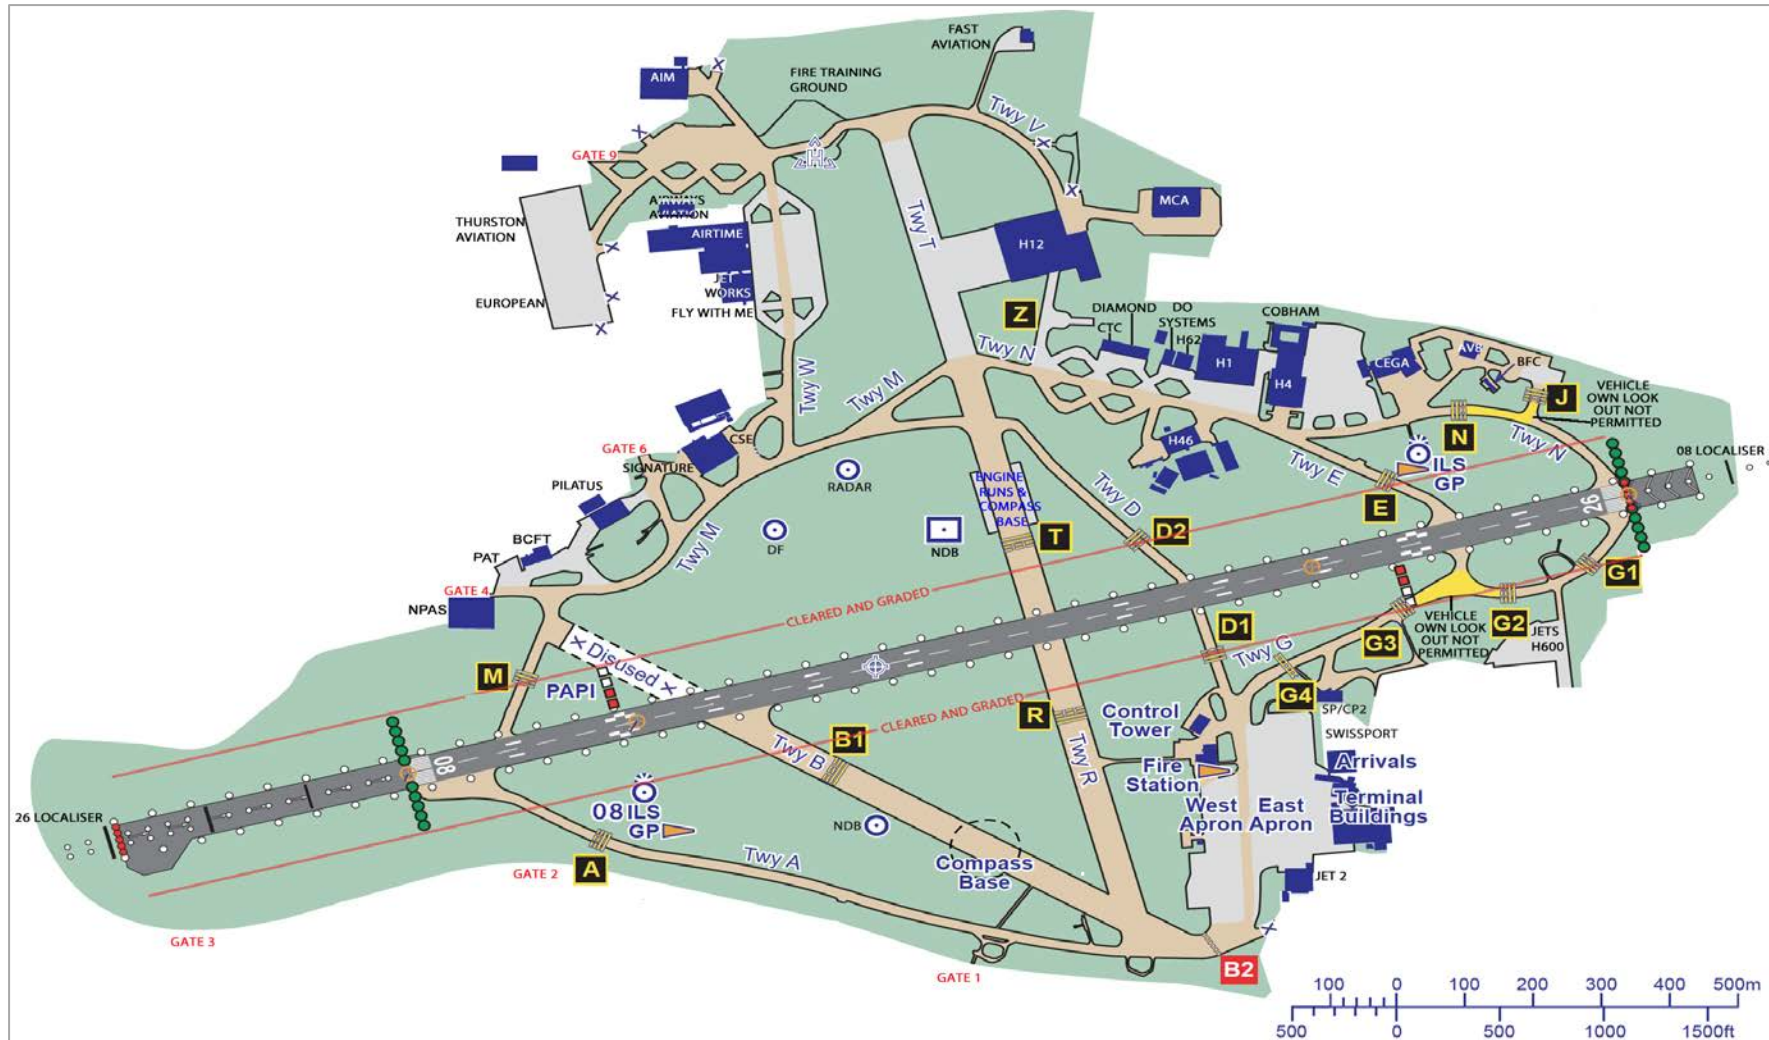 FAST
AVIATION
AIM
FIRE TRAINING
GROUND
Twy V
GATE 9
H
MCA
AIRWAYS
AVIATION
THURSTON
AVIATION
AIRTIME
Twy T
H12
JET
WORKS
EUROPEAN
FLY WITH ME
Z
DIAMOND
DO
SYSTEMS
COBHAM
CTC
H62
Twy N
H1
H4
CEGA
AVB
BFC
Twy W
Twy M
VEHICLE
OWN LOOK
OUT NOT
PERMITTED
J
N
Twy N
CSE
H46
GATE 6
SIGNATURE
Twy E
ILS
GP
08 LOCALISER
RADAR
ENGINE
RUNS &
COMPASS
BASE
PILATUS
Twy D
E
26
DF
NDB
T
D2
BCFT
PAT
Twy M
GATE 4
NPAS
CLEARED AND GRADED
G1
D1
G3
G2
VEHICLE
OWN LOOK
OUT NOT
PERMITTED
JETS
H600
Twy G
Disused
M
PAPI
G4
SP/CP2
CLEARED AND GRADED
R
Control
Tower
SWISSPORT
B1
08
Twy B
Twy R
Fire
Station
Arrivals
Terminal
Buildings
West
Apron
East
Apron
26 LOCALISER
08 ILS
GP
NDB
A
Twy A
Compass
Base
GATE 2
JET 2
GATE 3
GATE 1
B2
100 0 100 200 300 400 500m
500 0 500 1000 1500ft